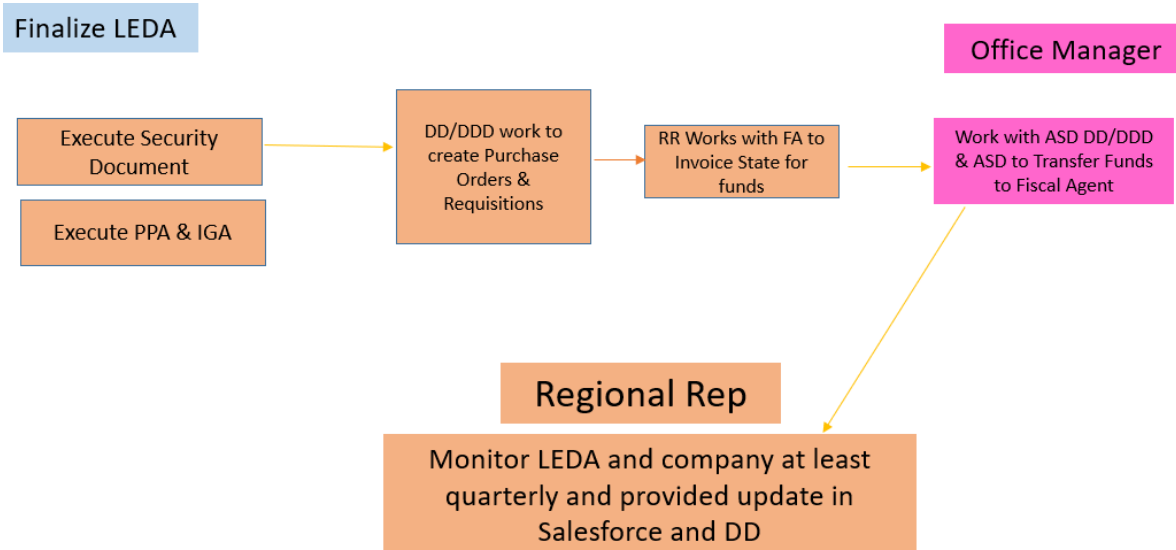 Finalize LEDA
Office Manager
Execute Security
Document
Execute PPA & IGA
DD/DDD work to
create Purchase
Orders &
Requisitions
RR Works with FA to
Invoice State for
funds
Work with ASD DD/DDD
& ASD to Transfer Funds
to Fiscal Agent
Regional Rep
Monitor LEDA and company at least
quarterly and provided update in
Salesforce and DD